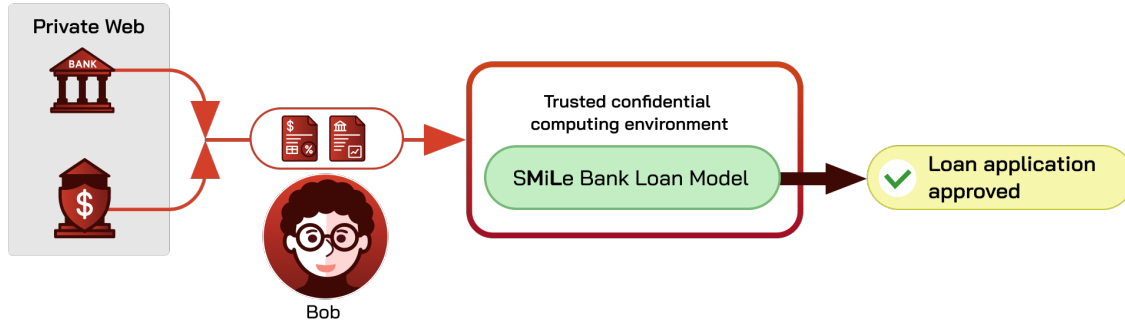 Private Web
BANK
$
$
%
Bob
Trusted confidential
computing environment
SMiLe Bank Loan Model
Loan application
approved